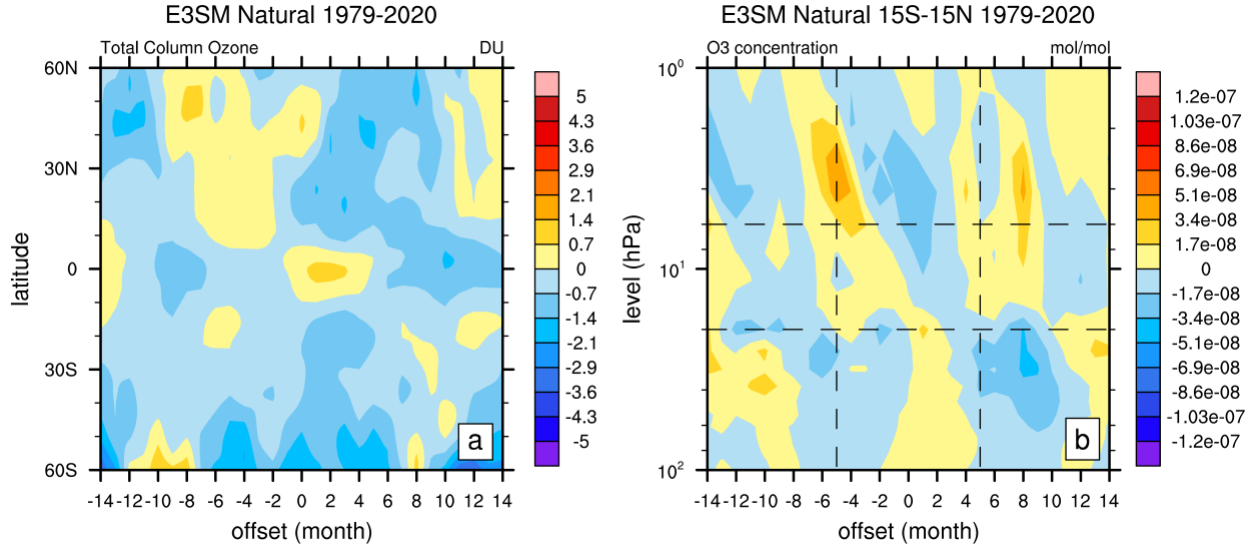 E3SM Natural 1979-2020
Total Column Ozone DU
60N
30N
0
30S
60S
latitude
-14 -12 -10 -8 -6 -4 -2 0 2 4 6 8 10 12 14
offset (month)
a
5
4.3
3.6
2.9
2.1
1.4
0.7
0
-0.7
-1.4
-2.1
-2.9
-3.6
-4.3
-5
E3SM Natural 15S-15N 1979-2020
O3 concentration mol/mol
10⁰
10¹
10²
level (hPa)
-14 -12 -10 -8 -6 -4 -2 0 2 4 6 8 10 12 14
offset (month)
b
1.2e-07
1.03e-07
8.6e-08
6.9e-08
5.1e-08
3.4e-08
1.7e-08
0
-1.7e-08
-3.4e-08
-5.1e-08
-6.9e-08
-8.6e-08
-1.03e-07
-1.2e-07